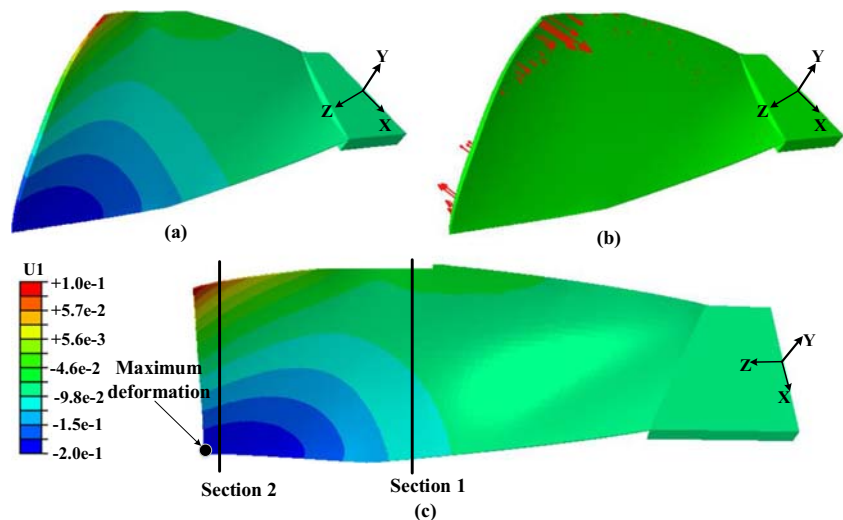 Y
Z
X
(a)
Y
Z
X
(b)
U1
+1.0e-1
+5.7e-2
+5.6e-3
-4.6e-2
-9.8e-2
-1.5e-1
-2.0e-1
Maximum
deformation
Y
Z
X
Section 2
Section 1
(c)